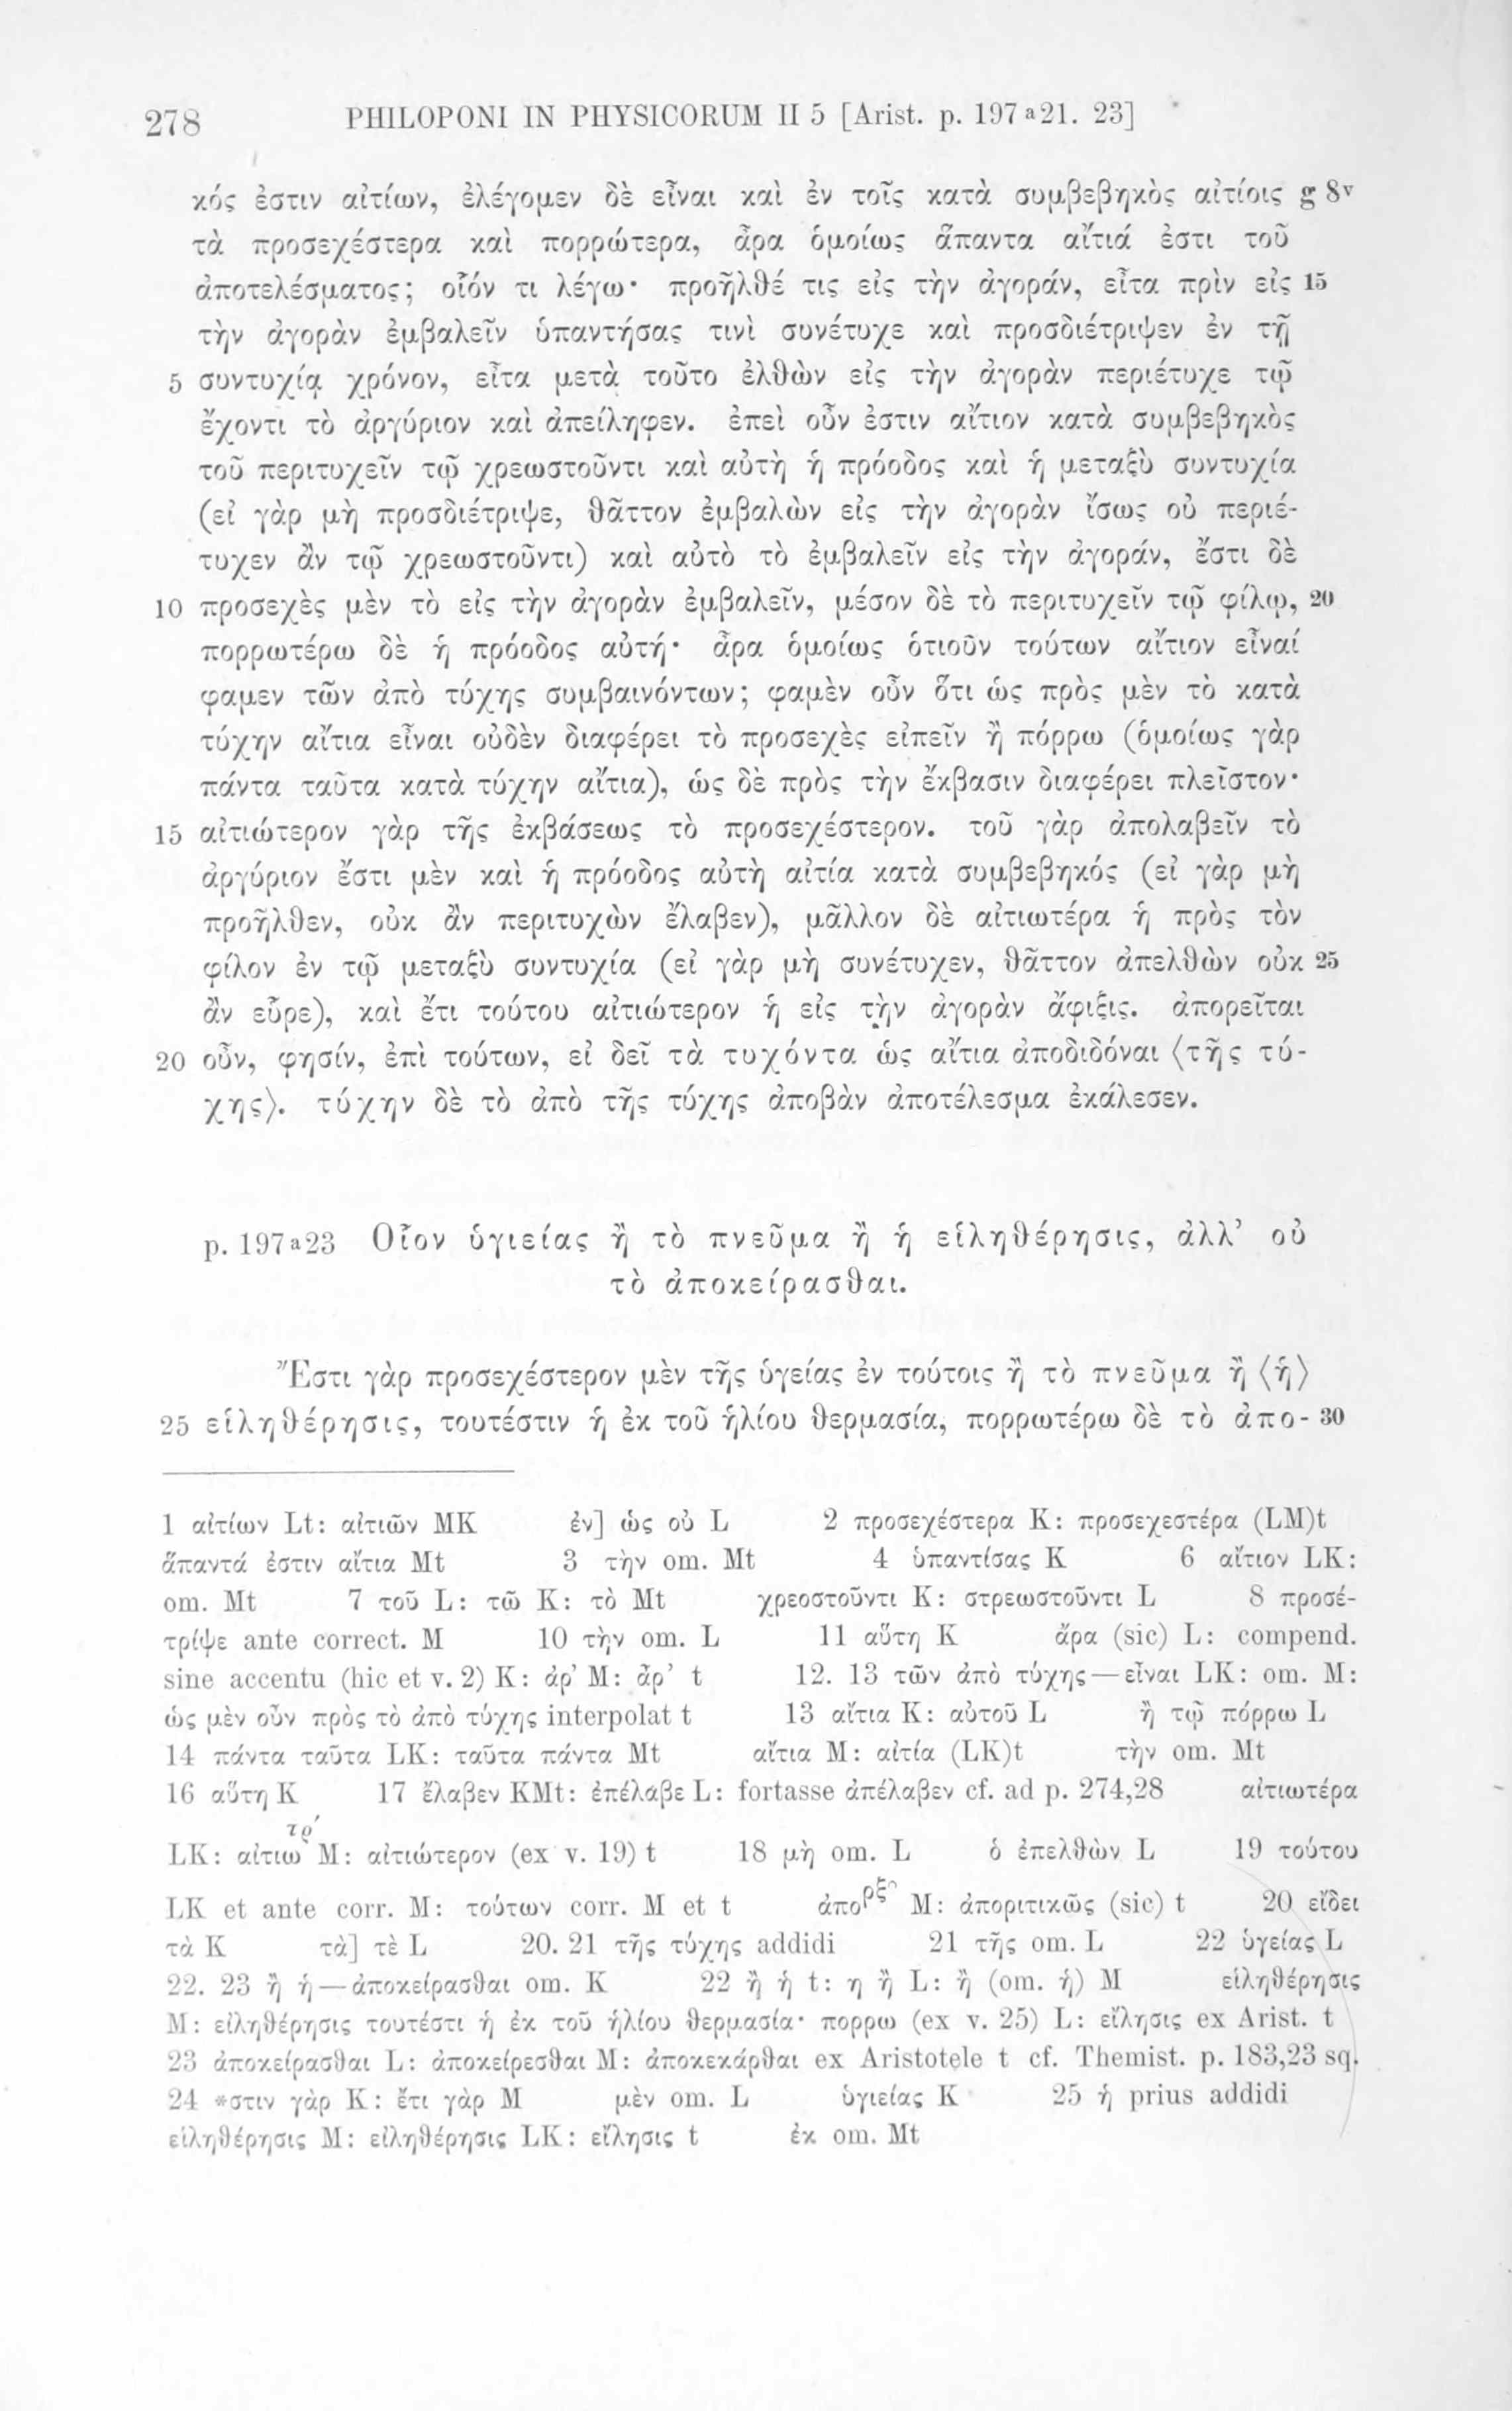 278 PHILOPONI IN PHYSICORUM II 5 [Arist. p. 197 a 21. 23]
κός ἐστιν αἰτίων, ἐλέγομεν δὲ εἶναι καὶ ἐν τοῖς κατὰ συμβεβηκὸς αἰτίοις g 8v
τὰ προσεχέστερα καὶ πορρώτερα, ἆρα ὁμοίως ἅπαντα αἴτιά ἐστι τοῦ
ἀποτελέσματος; οἷόν τι λέγω· προῆλθέ τις εἰς τὴν ἀγοράν, εἶτα πρὶν εἰς 15
τὴν ἀγορὰν ἐμβαλεῖν ὑπαντήσας τινὶ συνέτυχε καὶ προσδιέτριψεν ἐν τῇ
5 συντυχίᾳ χρόνον, εἶτα μετὰ τοῦτο ἐλθὼν εἰς τὴν ἀγορὰν περιέτυχε τῷ
ἔχοντι τὸ ἀργύριον καὶ ἀπείληφεν. ἐπεὶ οὖν ἐστιν αἴτιον κατὰ συμβεβηκὸς
τοῦ περιτυχεῖν τῷ χρεωστοῦντι καὶ αὐτὴ ἡ πρόοδος καὶ ἡ μεταξὺ συντυχία
(εἰ γὰρ μὴ προσδιέτριψε, θᾶττον ἐμβαλὼν εἰς τὴν ἀγορὰν ἴσως οὐ περιέ-
τυχεν ἂν τῷ χρεωστοῦντι) καὶ αὐτὸ τὸ ἐμβαλεῖν εἰς τὴν ἀγοράν, ἔστι δὲ
10 προσεχὲς μὲν τὸ εἰς τὴν ἀγορὰν ἐμβαλεῖν, μέσον δὲ τὸ περιτυχεῖν τῷ φίλῳ, 20
πορρωτέρω δὲ ἡ πρόοδος αὐτή· ἆρα ὁμοίως ὁτιοῦν τούτων αἴτιον εἶναί
φαμεν τῶν ἀπὸ τύχης συμβαινόντων; φαμὲν οὖν ὅτι ὡς πρὸς μὲν τὸ κατὰ
τύχην αἴτια εἶναι οὐδὲν διαφέρει τὸ προσεχὲς εἰπεῖν ἢ πόρρω (ὁμοίως γὰρ
πάντα ταῦτα κατὰ τύχην αἴτια), ὡς δὲ πρὸς τὴν ἔκβασιν διαφέρει πλεῖστον·
15 αἰτιώτερον γὰρ τῆς ἐκβάσεως τὸ προσεχέστερον. τοῦ γὰρ ἀπολαβεῖν τὸ
ἀργύριον ἔστι μὲν καὶ ἡ πρόοδος αὐτὴ αἰτία κατὰ συμβεβηκός (εἰ γὰρ μὴ
προῆλθεν, οὐκ ἂν περιτυχὼν ἔλαβεν), μᾶλλον δὲ αἰτιωτέρα ἡ πρὸς τὸν
φίλον ἐν τῷ μεταξὺ συντυχία (εἰ γὰρ μὴ συνέτυχεν, θᾶττον ἀπελθὼν οὐκ 25
ἂν εὗρε), καὶ ἔτι τούτου αἰτιώτερον ἡ εἰς τὴν ἀγορὰν ἄφιξις. ἀπορεῖται
20 οὖν, φησίν, ἐπὶ τούτων, εἰ δεῖ τὰ τυχόντα ὡς αἴτια ἀποδιδόναι ⟨τῆς τύ-
χης⟩. τύχην δὲ τὸ ἀπὸ τῆς τύχης ἀποβὰν ἀποτέλεσμα ἐκάλεσεν.
p. 197 a 23 Οἷον ὑγιείας ἢ τὸ πνεῦμα ἢ ἡ εἱληθέρησις, ἀλλ’ οὐ
τὸ ἀποκείρασθαι.
Ἔστι γὰρ προσεχέστερον μὲν τῆς ὑγείας ἐν τούτοις ἢ τὸ πνεῦμα ἢ ⟨ἡ⟩
25 εἱληθέρησις, τουτέστιν ἡ ἐκ τοῦ ἡλίου θερμασία, πορρωτέρω δὲ τὸ ἀπο- 30
1 αἰτίων Lt: αἰτιῶν MK ἐν] ὡς οὐ L 2 προσεχέστερα K: προσεχεστέρα (LM)t
ἅπαντά ἐστιν αἴτια Mt 3 τὴν om. Mt 4 ὑπαντίσας K 6 αἴτιον LK:
om. Mt 7 τοῦ L: τῶ K: τὸ Mt χρεοστοῦντι K: στρεωστοῦντι L 8 προσέ-
τρίψε ante correct. M 10 τὴν om. L 11 αὕτη K ἄρα (sic) L: compend.
sine accentu (hic et v. 2) K: ἀρ’ M: ἆρ’ t 12. 13 τῶν ἀπὸ τύχης—εἶναι LK: om. M:
ὡς μὲν οὖν πρὸς τὸ ἀπὸ τύχης interpolat t 13 αἴτια K: αὐτοῦ L ἢ τῷ πόρρω L
14 πάντα ταῦτα LK: ταῦτα πάντα Mt αἴτια M: αἰτία (LK)t τὴν om. Mt
16 αὕτη K 17 ἔλαβεν KMt: ἐπέλαβε L: fortasse ἀπέλαβεν cf. ad p. 274,28 αἰτιωτέρα
LK: αἰτιω M: αἰτιώτερον (ex v. 19) t 18 μὴ om. L ὁ ἐπελθὼν L 19 τούτου
LK et ante corr. M: τούτων corr. M et t ἀπο M: ἀποριτικῶς (sic) t 20 εἴδει
τὰ K τὰ] τὲ L 20. 21 τῆς τύχης addidi 21 τῆς om. L 22 ὑγείας L
22. 23 ἢ ἡ—ἀποκείρασθαι om. K 22 ἢ ἡ t: η ἢ L: ἢ (om. ἡ) M εἱληθέρησις
M: εἰληθέρησις τουτέστι ἡ ἐκ τοῦ ἡλίου θερμασία· πορρω (ex v. 25) L: εἵλησις ex Arist. t
23 ἀποκείρασθαι L: ἀποκείρεσθαι M: ἀποκεκάρθαι ex Aristotele t cf. Themist. p. 183,23 sq.
24 *στιν γὰρ K: ἔτι γὰρ M μὲν om. L ὑγιείας K 25 ἡ prius addidi
εἱληθέρησις M: εἰληθέρησις LK: εἵλησις t ἐκ om. Mt